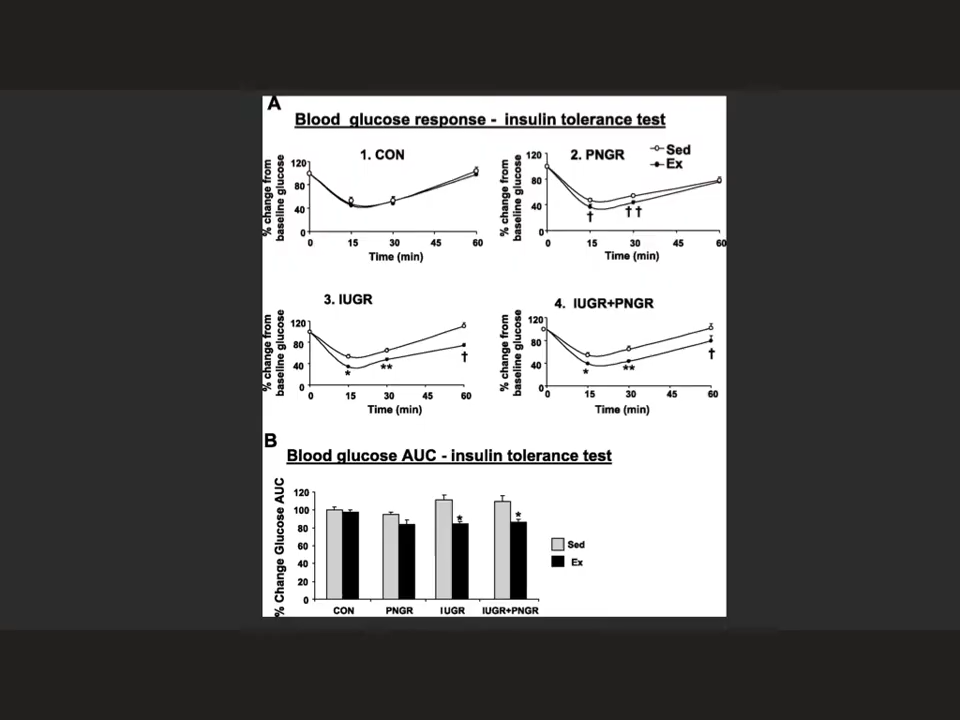 A
Blood glucose response - insulin tolerance test
1. CON
% change from
baseline glucose
120
80
40
0
0 15 30 45 60
Time (min)
2. PNGR
Sed
Ex
% change from
baseline glucose
120
80
40
0
† ††
0 15 30 45 60
Time (min)
3. IUGR
% change from
baseline glucose
120
80
40
0
* ** †
0 15 30 45 60
Time (min)
4. IUGR+PNGR
% change from
baseline glucose
120
80
40
0
* ** †
0 15 30 45 60
Time (min)
B
Blood glucose AUC - insulin tolerance test
% Change Glucose AUC
120
100
80
60
40
20
0
* *
CON PNGR IUGR IUGR+PNGR
Sed
Ex